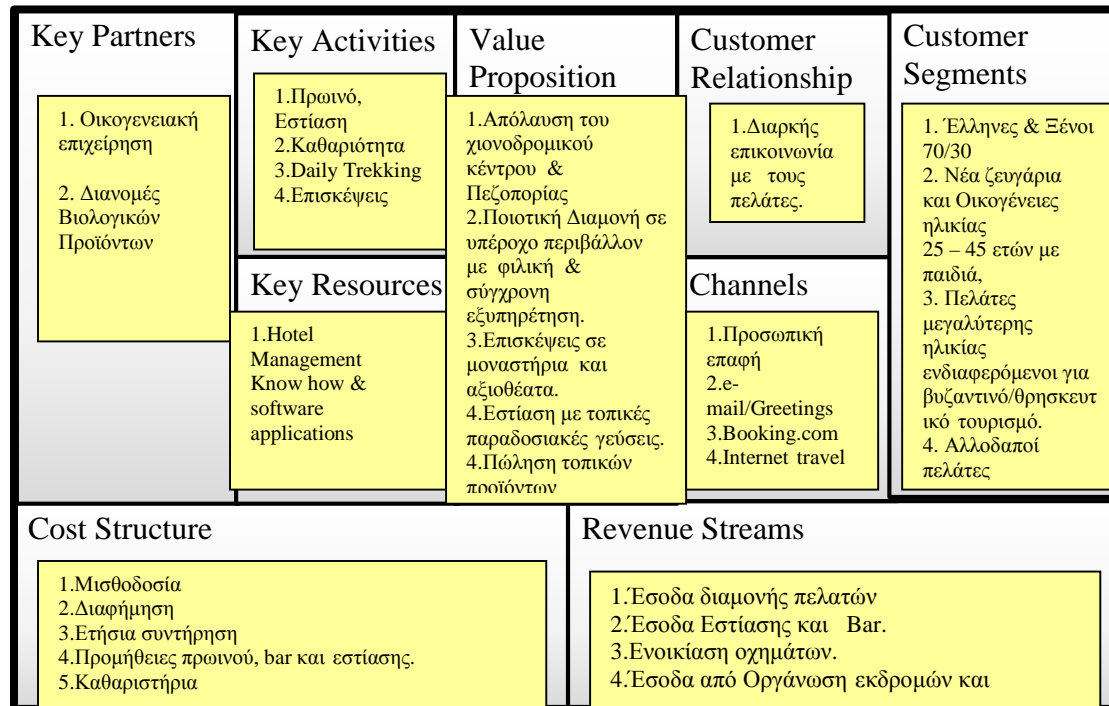 Key Partners
1. Οικογενειακή
επιχείρηση
2. Διανομές
Βιολογικών
Προϊόντων
Key Activities
1.Πρωινό,
Εστίαση
2.Καθαριότητα
3.Daily Trekking
4.Επισκέψεις
Key Resources
1.Hotel
Management
Know how &
software
applications
Value
Proposition
1.Απόλαυση του
χιονοδρομικού
κέντρου &
Πεζοπορίας
2.Ποιοτική Διαμονή σε
υπέροχο περιβάλλον
με φιλική &
σύγχρονη
εξυπηρέτηση.
3.Επισκέψεις σε
μοναστήρια και
αξιοθέατα.
4.Εστίαση με τοπικές
παραδοσιακές γεύσεις.
4.Πώληση τοπικών
προϊόντων
Customer
Relationship
1.Διαρκής
επικοινωνία
με τους
πελάτες.
Channels
1.Προσωπική
επαφή
2.e-
mail/Greetings
3.Booking.com
4.Internet travel
Customer
Segments
1. Έλληνες & Ξένοι
70/30
2. Νέα ζευγάρια
και Οικογένειες
ηλικίας
25 – 45 ετών με
παιδιά,
3. Πελάτες
μεγαλύτερης
ηλικίας
ενδιαφερόμενοι για
βυζαντινό/θρησκευτ
ικό τουρισμό.
4. Αλλοδαποί
πελάτες
Cost Structure
1.Μισθοδοσία
2.Διαφήμηση
3.Ετήσια συντήρηση
4.Προμήθειες πρωινού, bar και εστίασης.
5.Καθαριστήρια
Revenue Streams
1.Έσοδα διαμονής πελατών
2.Έσοδα Εστίασης και Bar.
3.Ενοικίαση οχημάτων.
4.Έσοδα από Οργάνωση εκδρομών και